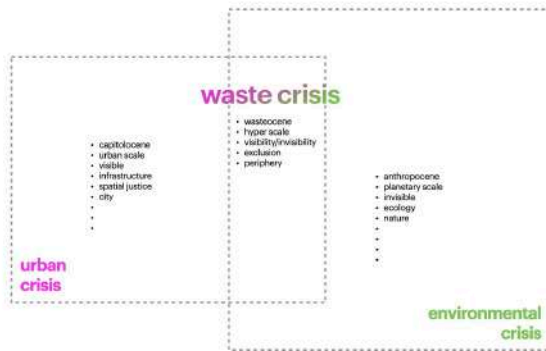 waste crisis
• wasteocene
• hyper scale
• visibility/invisibility
• exclusion
• periphery
• capitolocene
• urban scale
• visible
• infrastructure
• spatial justice
• city
•
•
•
• anthropocene
• planetary scale
• invisible
• ecology
• nature
•
•
•
•
urban
crisis
environmental
crisis